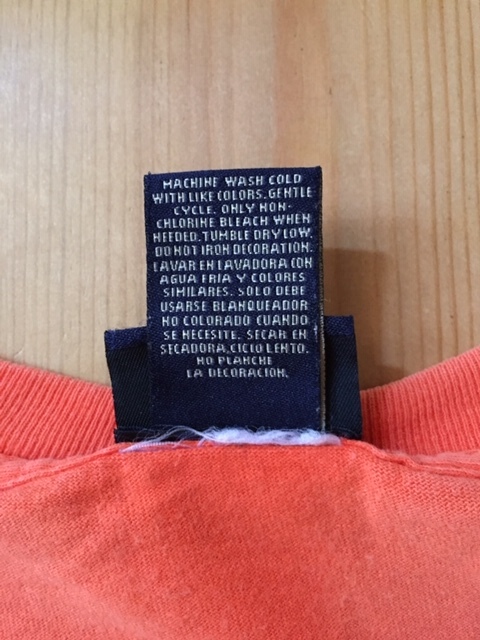 MACHINE WASH COLD
WITH LIKE COLORS.GENTLE
CYCLE. ONLY NON-
CHLORINE BLEACH WHEN
NEEDED.TUMBLE DRY LOW.
DO NOT IRON DECORATION.
LAVAR EN LAVADORA CON
AGUA FRIA Y COLORES
SIMILARES. SOLO DEBE
USARSE BLANQUEADOR
NO COLORADO CUANDO
SE NECESITE. SECAR EN
SECADORA,CICLO LENTO.
NO PLANCHE
LA DECORACION.